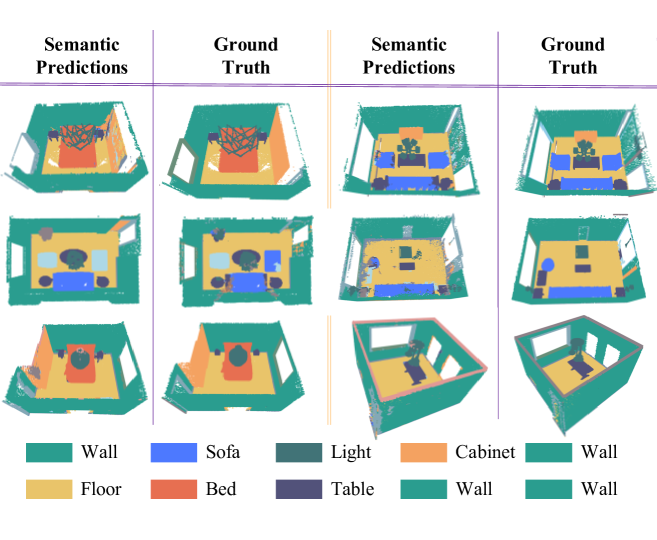 Semantic Predictions
Ground Truth
Semantic Predictions
Ground Truth
Wall Sofa Light Cabinet Wall
Floor Bed Table Wall Wall